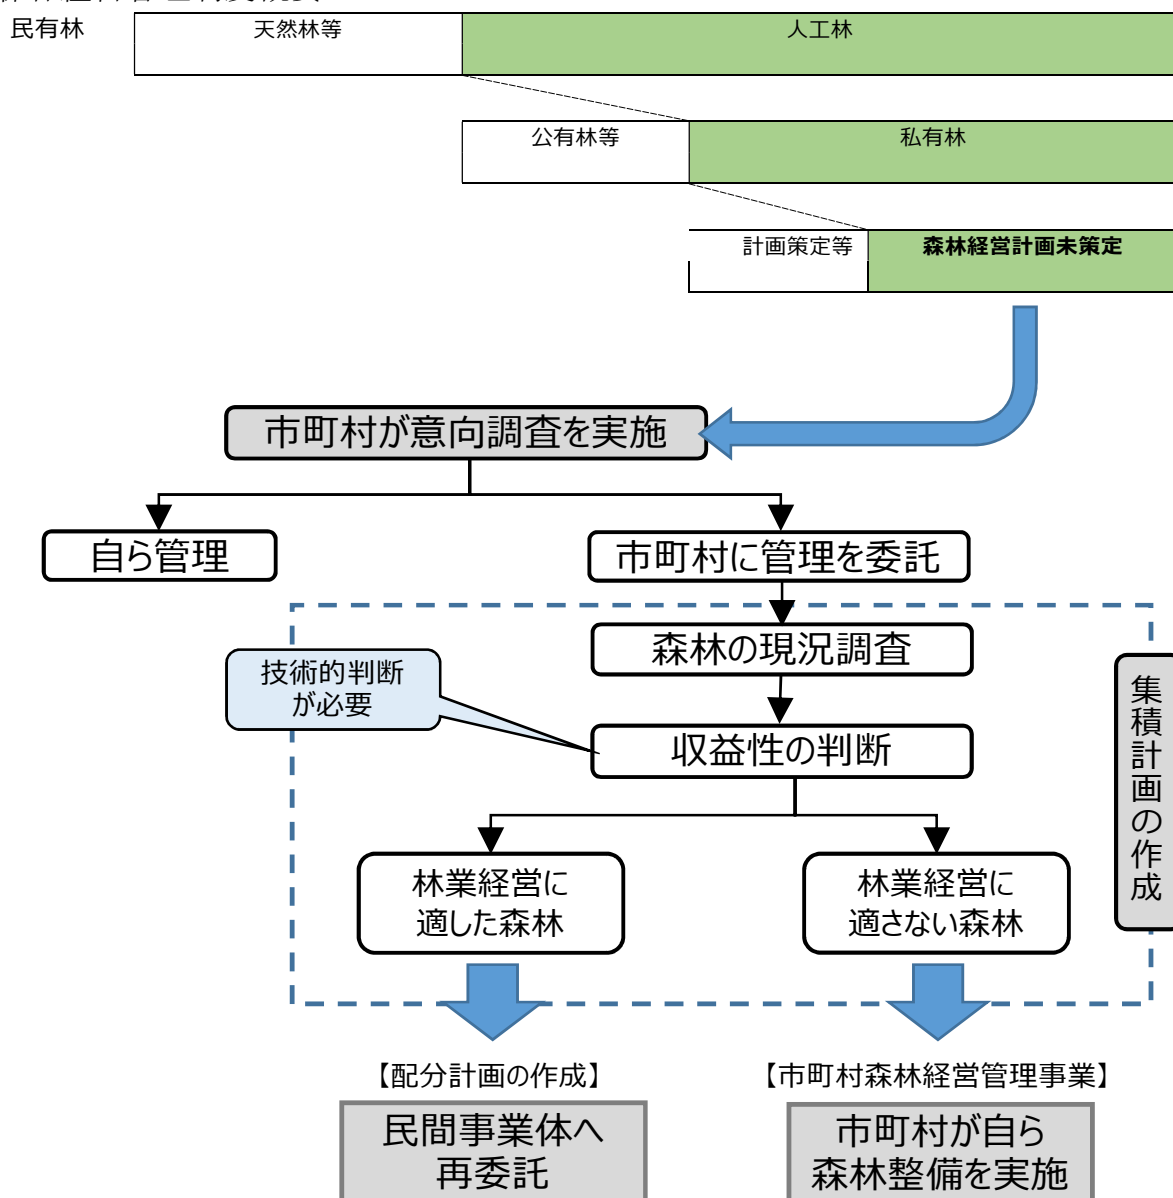 民有林
天然林等
人工林
公有林等
私有林
計画策定等
森林経営計画未策定
市町村が意向調査を実施
自ら管理
市町村に管理を委託
森林の現況調査
技術的判断
が必要
収益性の判断
集積計画の作成
林業経営に
適した森林
林業経営に
適さない森林
【配分計画の作成】
【市町村森林経営管理事業】
民間事業体へ
再委託
市町村が自ら
森林整備を実施